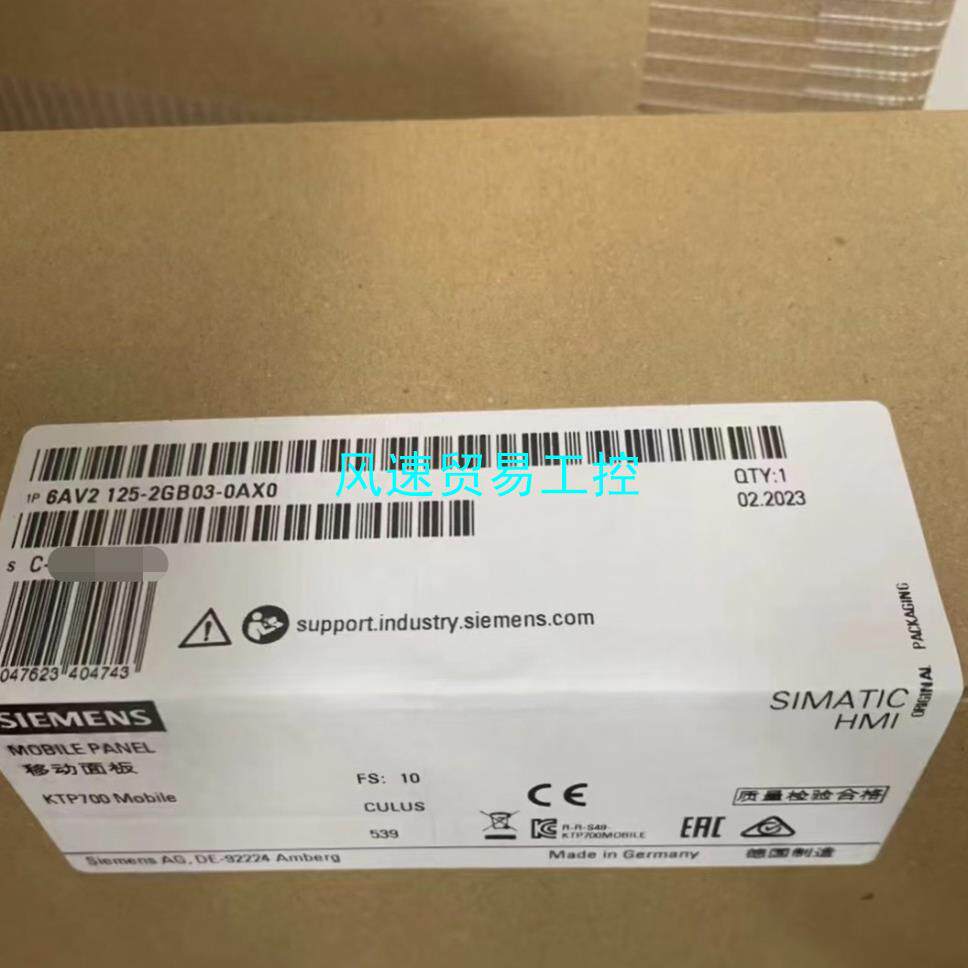 1P 6AV2 125-2GB03-0AX0
风速贸易工控
QTY:1
02.2023
S C-
047623 404743
support.industry.siemens.com
ORIGINAL PACKAGING
SIMATIC
HMI
SIEMENS
MOBILE PANEL
移动面板
KTP700 Mobile
FS: 10
CULUS
539
CE
R-R-S49-
KTP700MOBILE
EAC
质量检验合格
Siemens AG, DE-92224 Amberg
Made in Germany
德国制造